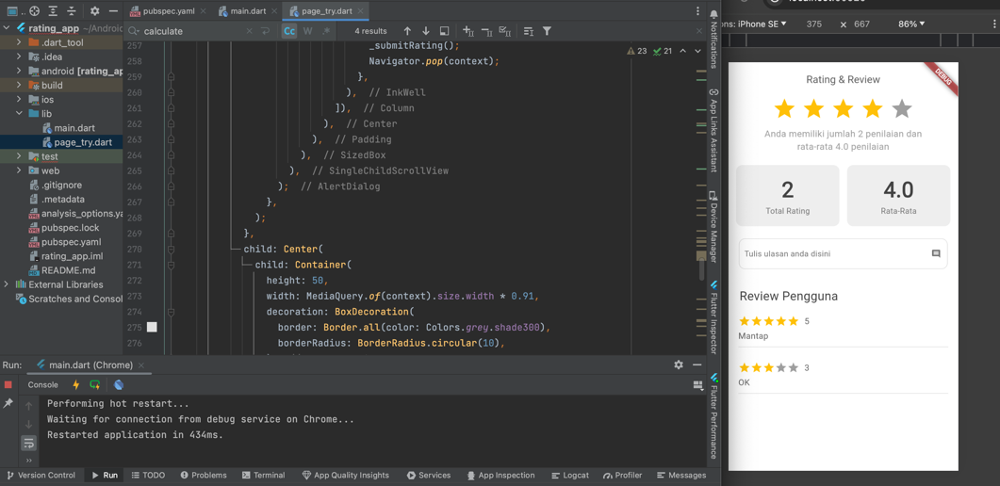 pubspec.yaml
main.dart
page_try.dart
calculate
Cc
W
4 results
rating_app
.dart_tool
.idea
android [rating_app
build
ios
lib
main.dart
page_try.dart
test
web
.gitignore
.metadata
analysis_options.ya
pubspec.lock
pubspec.yaml
rating_app.iml
README.md
External Libraries
Scratches and Consol
23
21
257 _submitRating();
258 Navigator.pop(context);
259 },
260 ), // InkWell
261 ]), // Column
262 ), // Center
263 ), // Padding
264 ), // SizedBox
265 ), // SingleChildScrollView
266 ); // AlertDialog
267 },
268 );
269 },
270 child: Center(
271 child: Container(
272 height: 50,
273 width: MediaQuery.of(context).size.width * 0.91,
274 decoration: BoxDecoration(
275 border: Border.all(color: Colors.grey.shade300),
276 borderRadius: BorderRadius.circular(10),
Notifications
App Links Assistant
Device Manager
Flutter Inspector
Flutter Performance
Run:
main.dart (Chrome)
Console
Performing hot restart...
Waiting for connection from debug service on Chrome...
Restarted application in 434ms.
Version Control
Run
TODO
Problems
Terminal
App Quality Insights
Services
App Inspection
Logcat
Profiler
Messages
ens: iPhone SE
375
×
667
86%
DEBUG
Rating & Review
Anda memiliki jumlah 2 penilaian dan
rata-rata 4.0 penilaian
2
Total Rating
4.0
Rata-Rata
Tulis ulasan anda disini
Review Pengguna
5
Mantap
3
OK